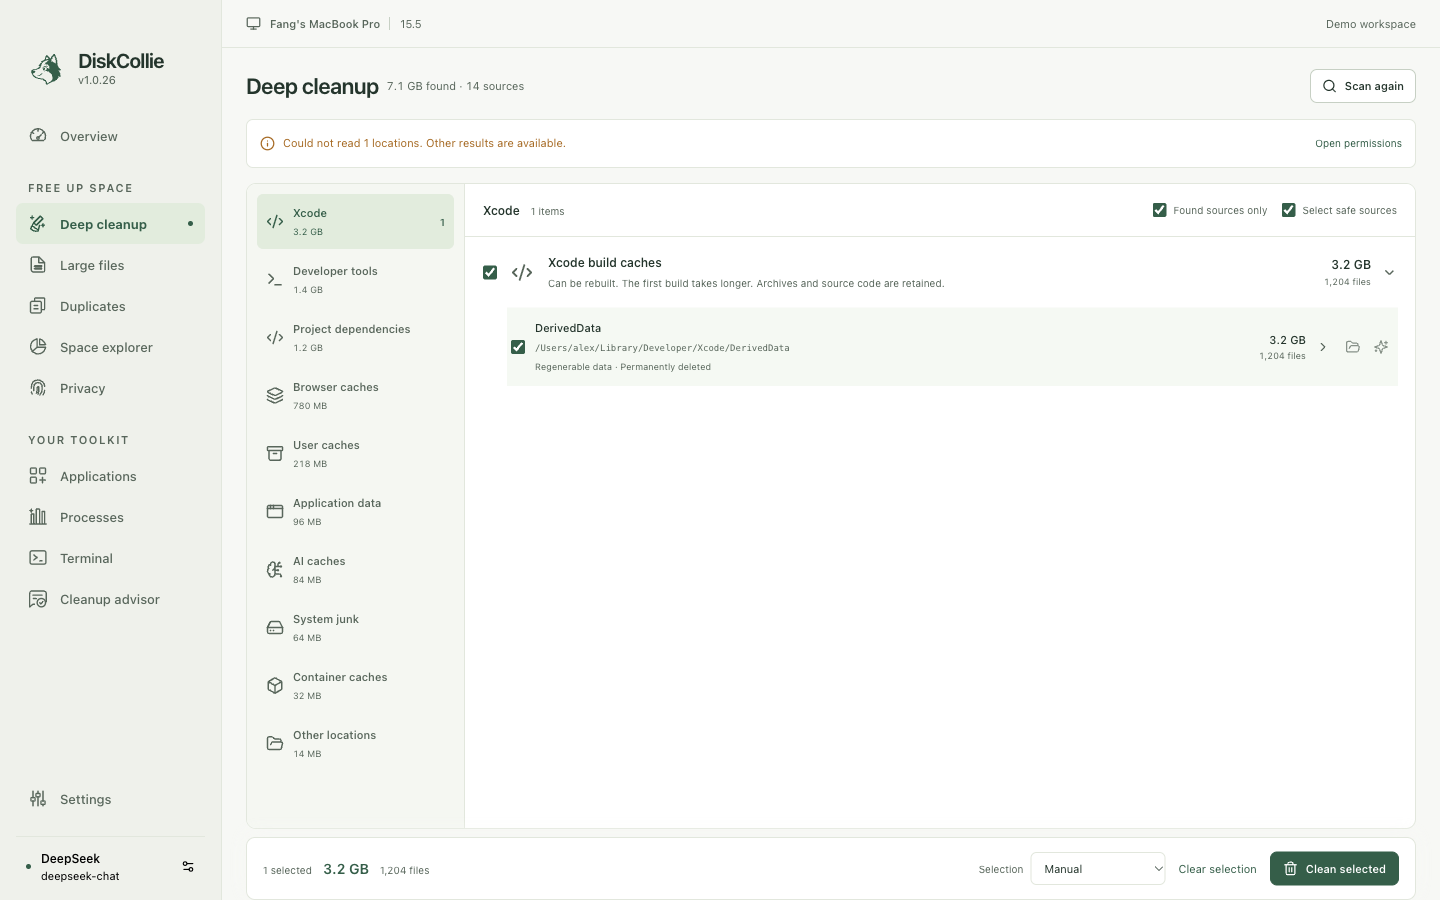 DiskCollie
v1.0.26
Overview
FREE UP SPACE
Deep cleanup
Large files
Duplicates
Space explorer
Privacy
YOUR TOOLKIT
Applications
Processes
Terminal
Cleanup advisor
Settings
DeepSeek
deepseek-chat
Fang's MacBook Pro 15.5
Demo workspace
Deep cleanup 7.1 GB found · 14 sources
Scan again
Could not read 1 locations. Other results are available.
Open permissions
Xcode
3.2 GB
1
Developer tools
1.4 GB
Project dependencies
1.2 GB
Browser caches
780 MB
User caches
218 MB
Application data
96 MB
AI caches
84 MB
System junk
64 MB
Container caches
32 MB
Other locations
14 MB
Xcode 1 items
Found sources only
Select safe sources
Xcode build caches
Can be rebuilt. The first build takes longer. Archives and source code are retained.
3.2 GB
1,204 files
DerivedData
/Users/alex/Library/Developer/Xcode/DerivedData
Regenerable data · Permanently deleted
3.2 GB
1,204 files
1 selected 3.2 GB 1,204 files
Selection
Manual
Clear selection
Clean selected